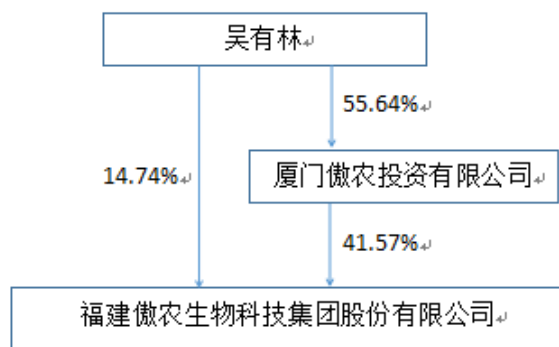 吴有林
55.64%
14.74%
厦门傲农投资有限公司
41.57%
福建傲农生物科技集团股份有限公司